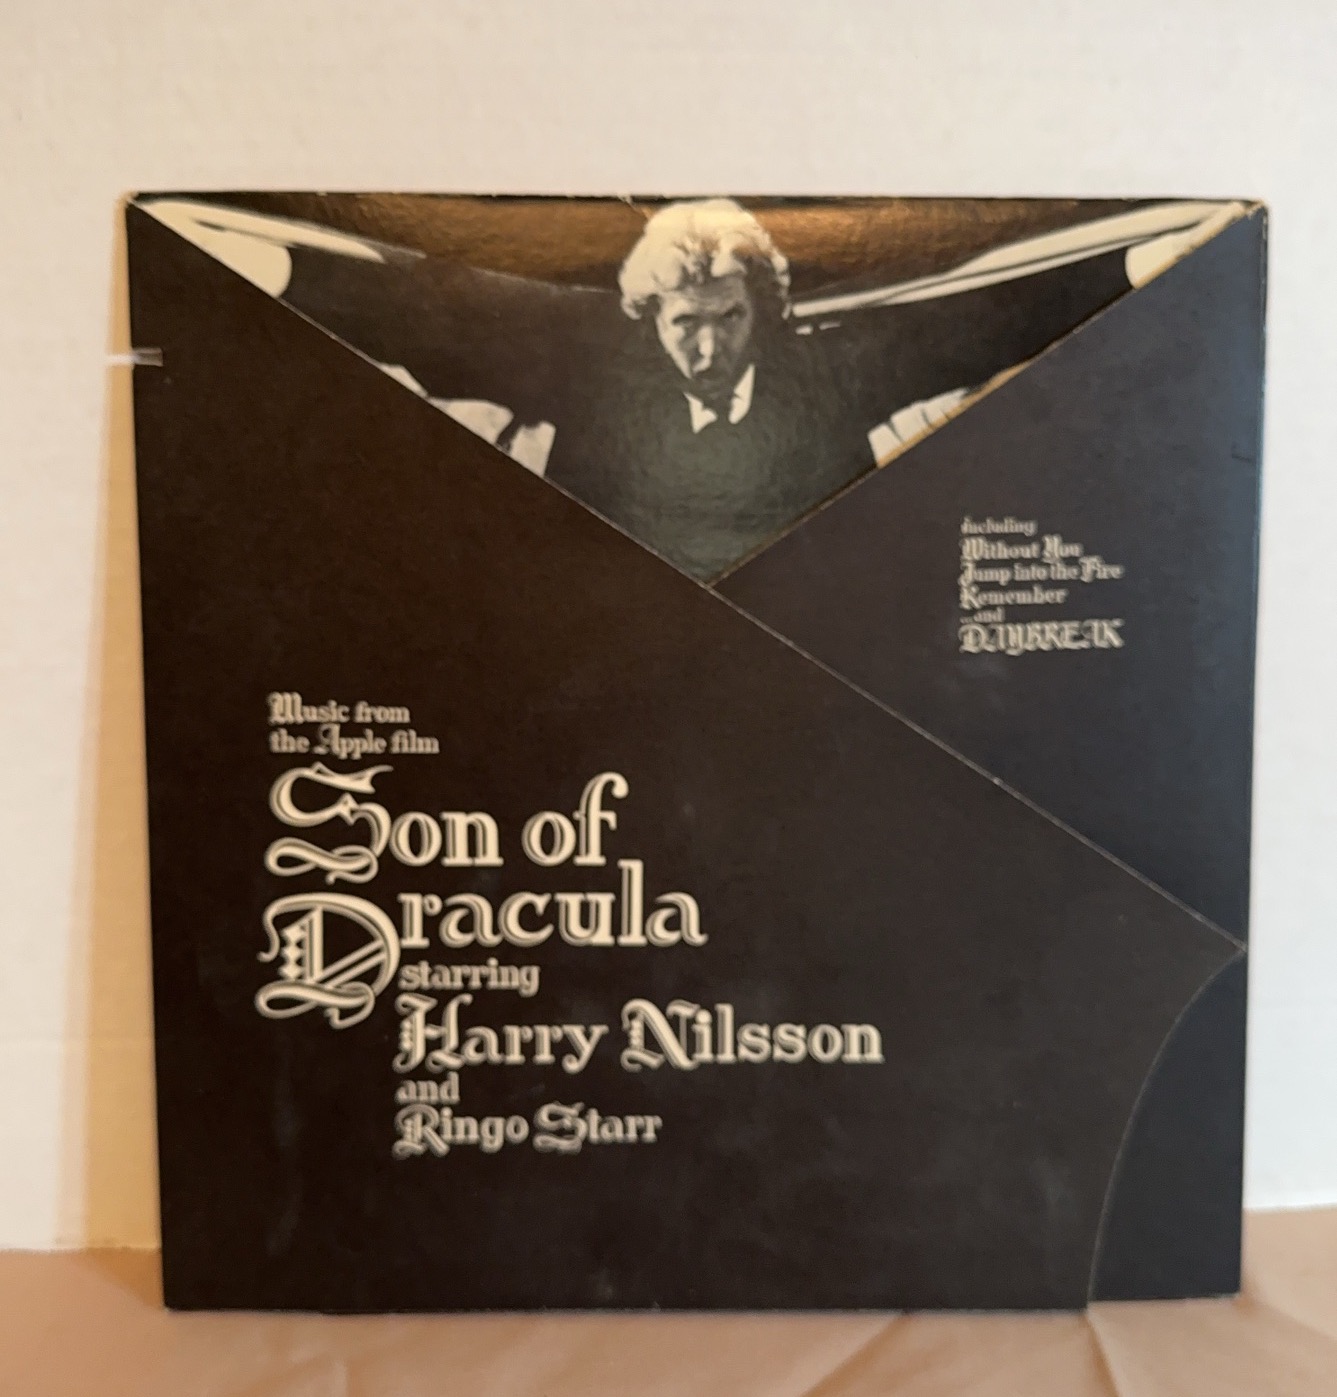 including
Without You
Jump into the Fire
Remember
...and
DAYBREAK
Music from
the Apple film
Son of
Dracula
starring
Harry Nilsson
and
Ringo Starr